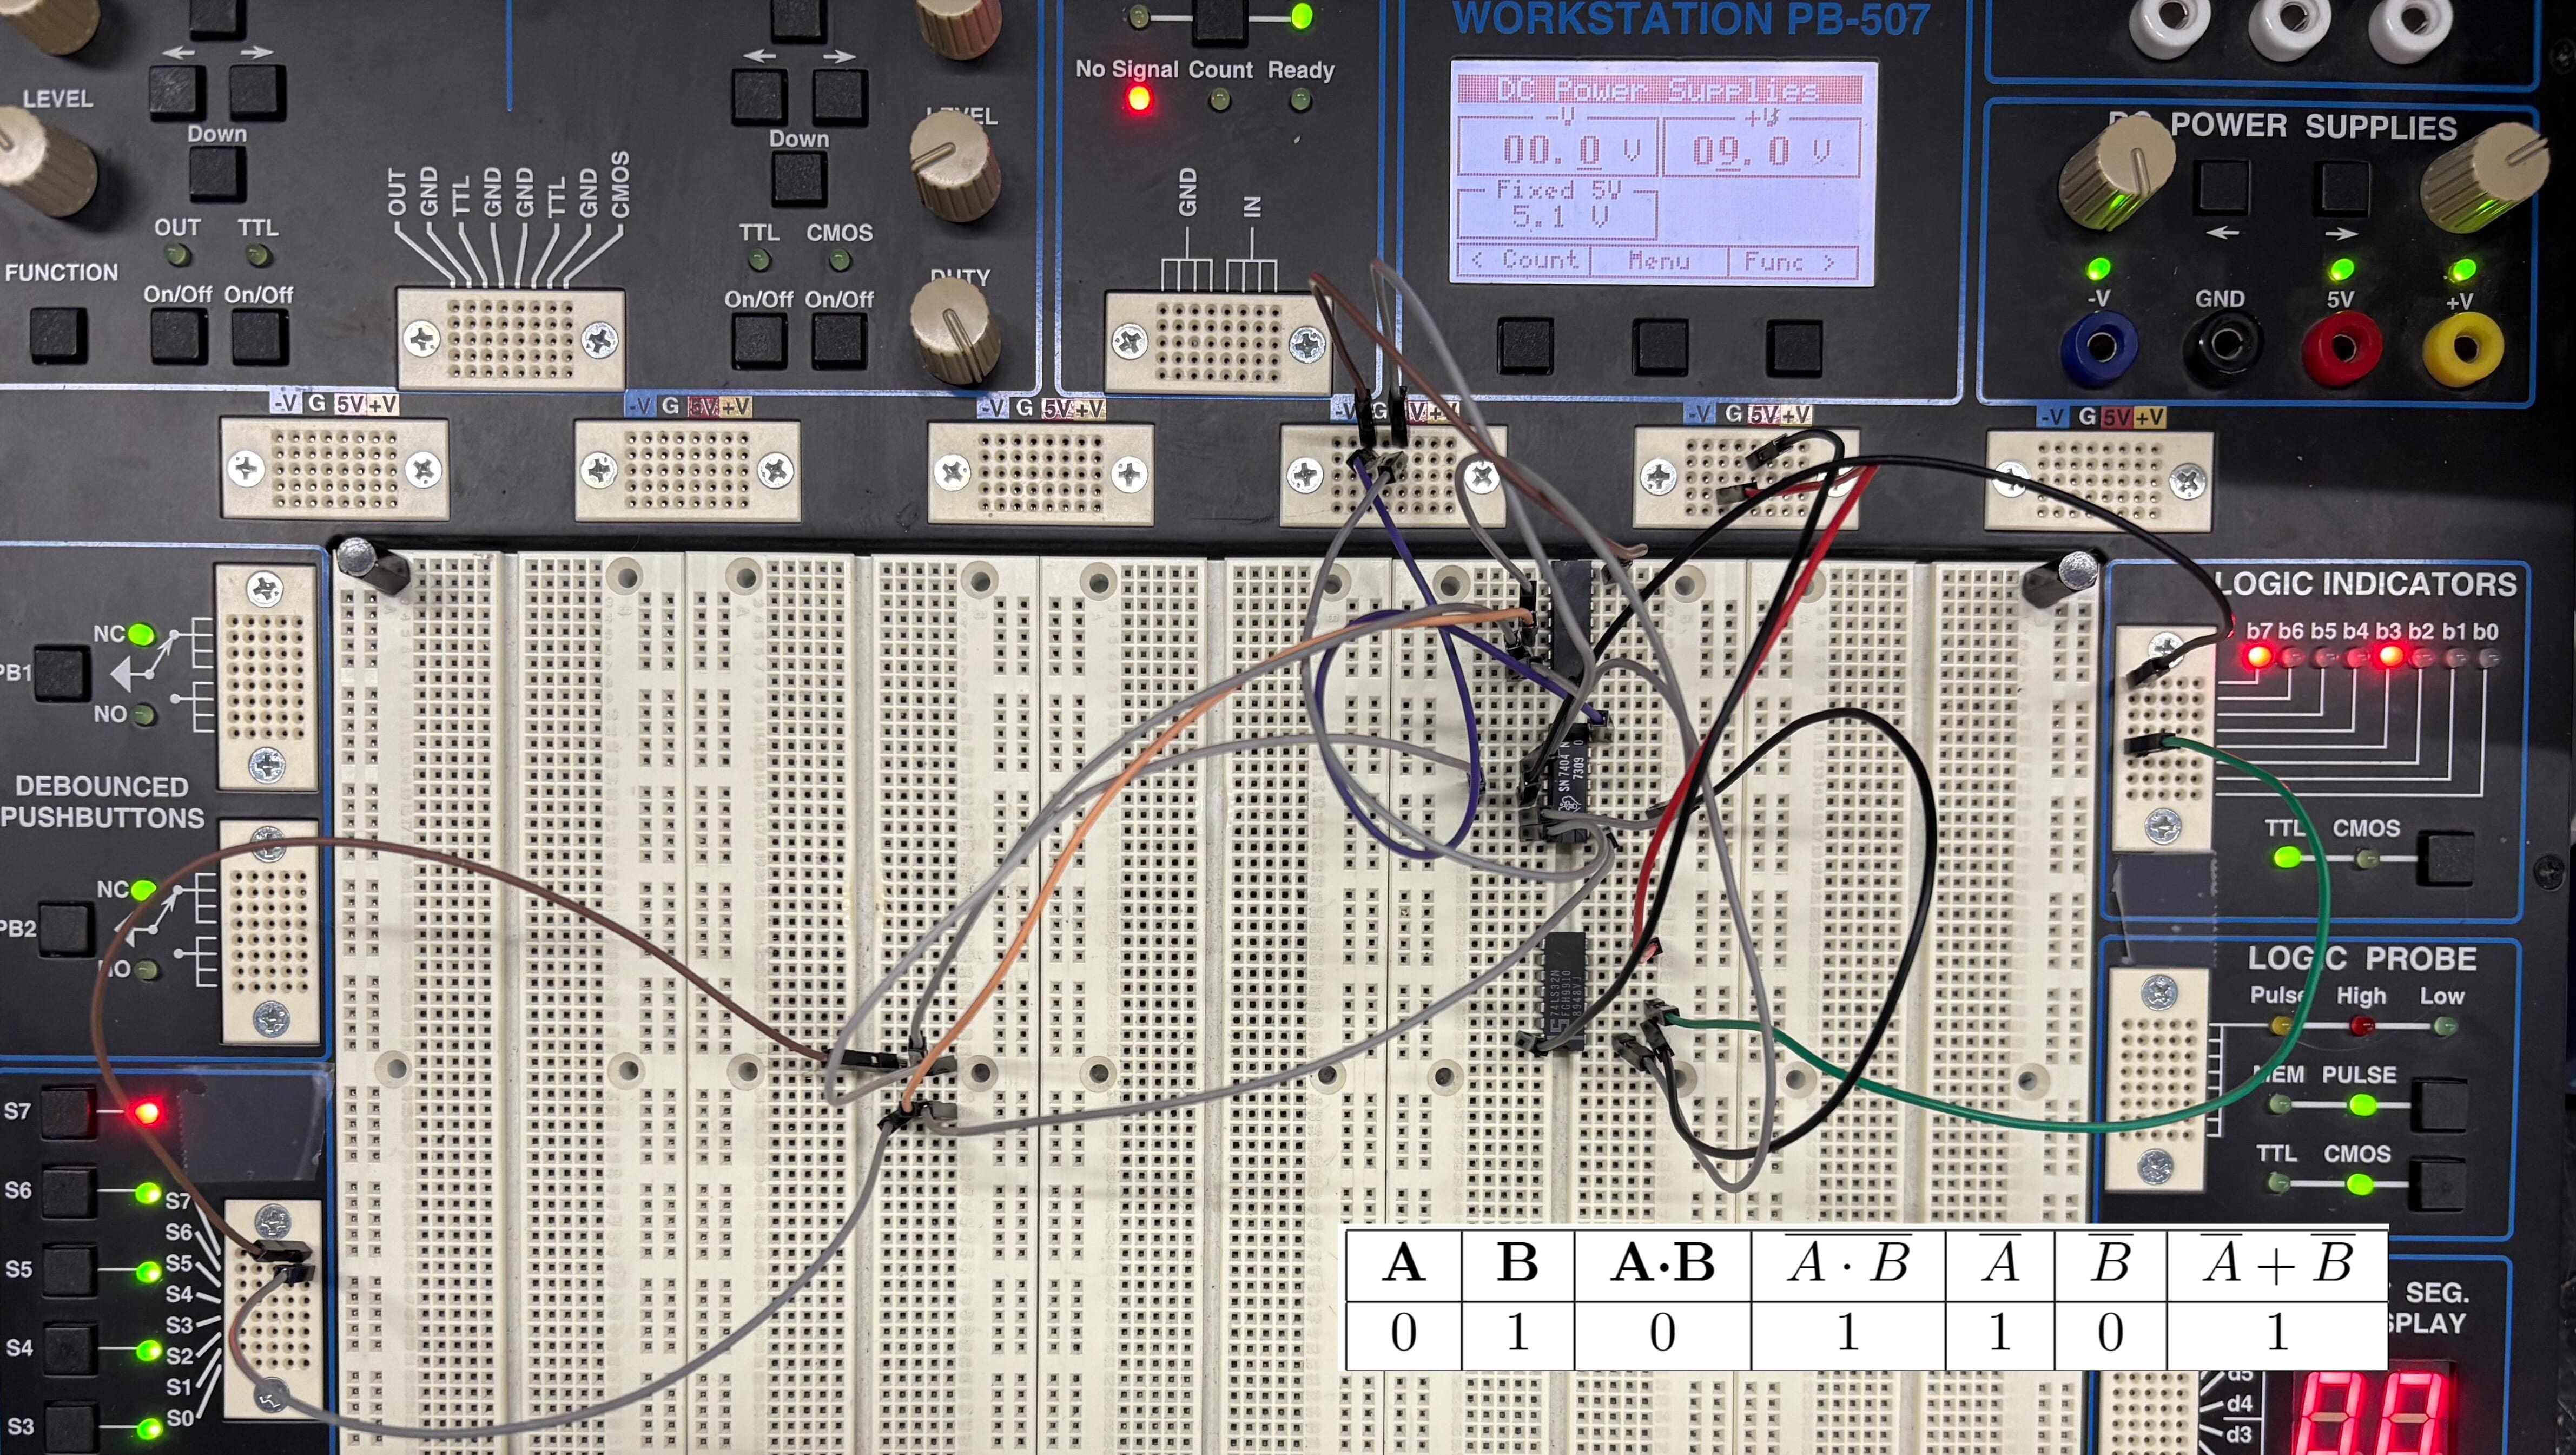 WORKSTATION PB-507
No Signal Count Ready
LEVEL
Down
Down
DC Power Supplies
-V
00.0 V
09.0 V
Fixed 5V
5.1 V
< Count Menu Func >
POWER SUPPLIES
OUT GND TTL GND GND TTL GND CMOS
GND IN
OUT TTL
TTL CMOS
FUNCTION
On/Off On/Off
On/Off On/Off
DUTY
-V GND 5V +V
-V G 5V +V
-V G 5V +V
-V G 5V +V
-V G V +V
-V G 5V +V
-V G 5V +V
LOGIC INDICATORS
b7 b6 b5 b4 b3 b2 b1 b0
NC
PB1
NO
SN 7404 N
7309
DEBOUNCED
PUSHBUTTONS
TTL CMOS
NC
PB2
NO
LOGIC PROBE
Pulse High Low
74LS32N
MEM PULSE
TTL CMOS
S7
S6
S5
S4
S3
S7
S6
S5
S4
S3
S2
S1
S0
A B A·B \overline{A · B} \overline{A} \overline{B} \overline{A} + \overline{B}
0 1 0 1 1 0 1
SEG.
SPLAY
d5
d4
d3